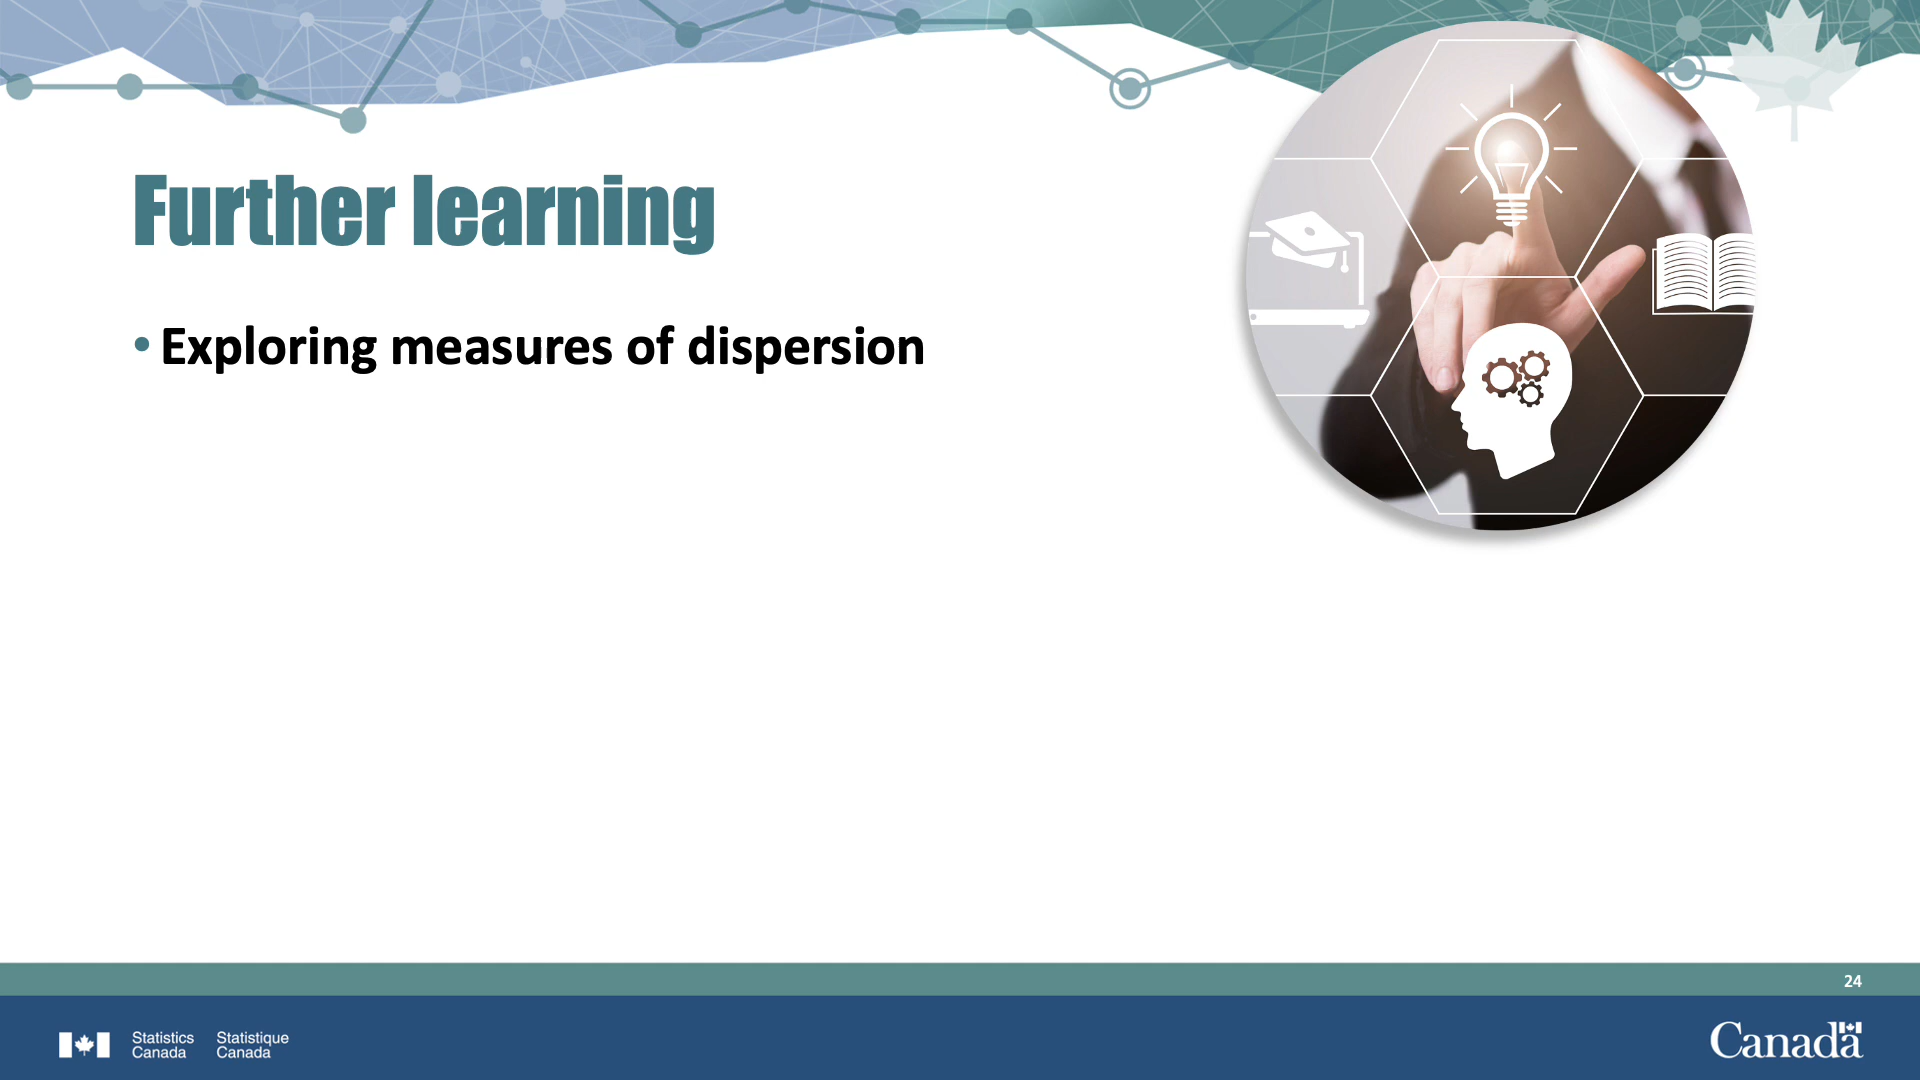 Further learning
• Exploring measures of dispersion
24
Statistics Canada
Statistique Canada
Canada